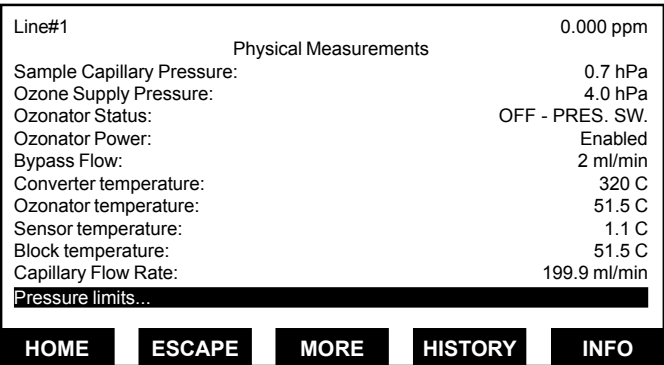 Line#1 0.000 ppm
Physical Measurements
Sample Capillary Pressure: 0.7 hPa
Ozone Supply Pressure: 4.0 hPa
Ozonator Status: OFF - PRES. SW.
Ozonator Power: Enabled
Bypass Flow: 2 ml/min
Converter temperature: 320 C
Ozonator temperature: 51.5 C
Sensor temperature: 1.1 C
Block temperature: 51.5 C
Capillary Flow Rate: 199.9 ml/min
Pressure limits...
HOME ESCAPE MORE HISTORY INFO